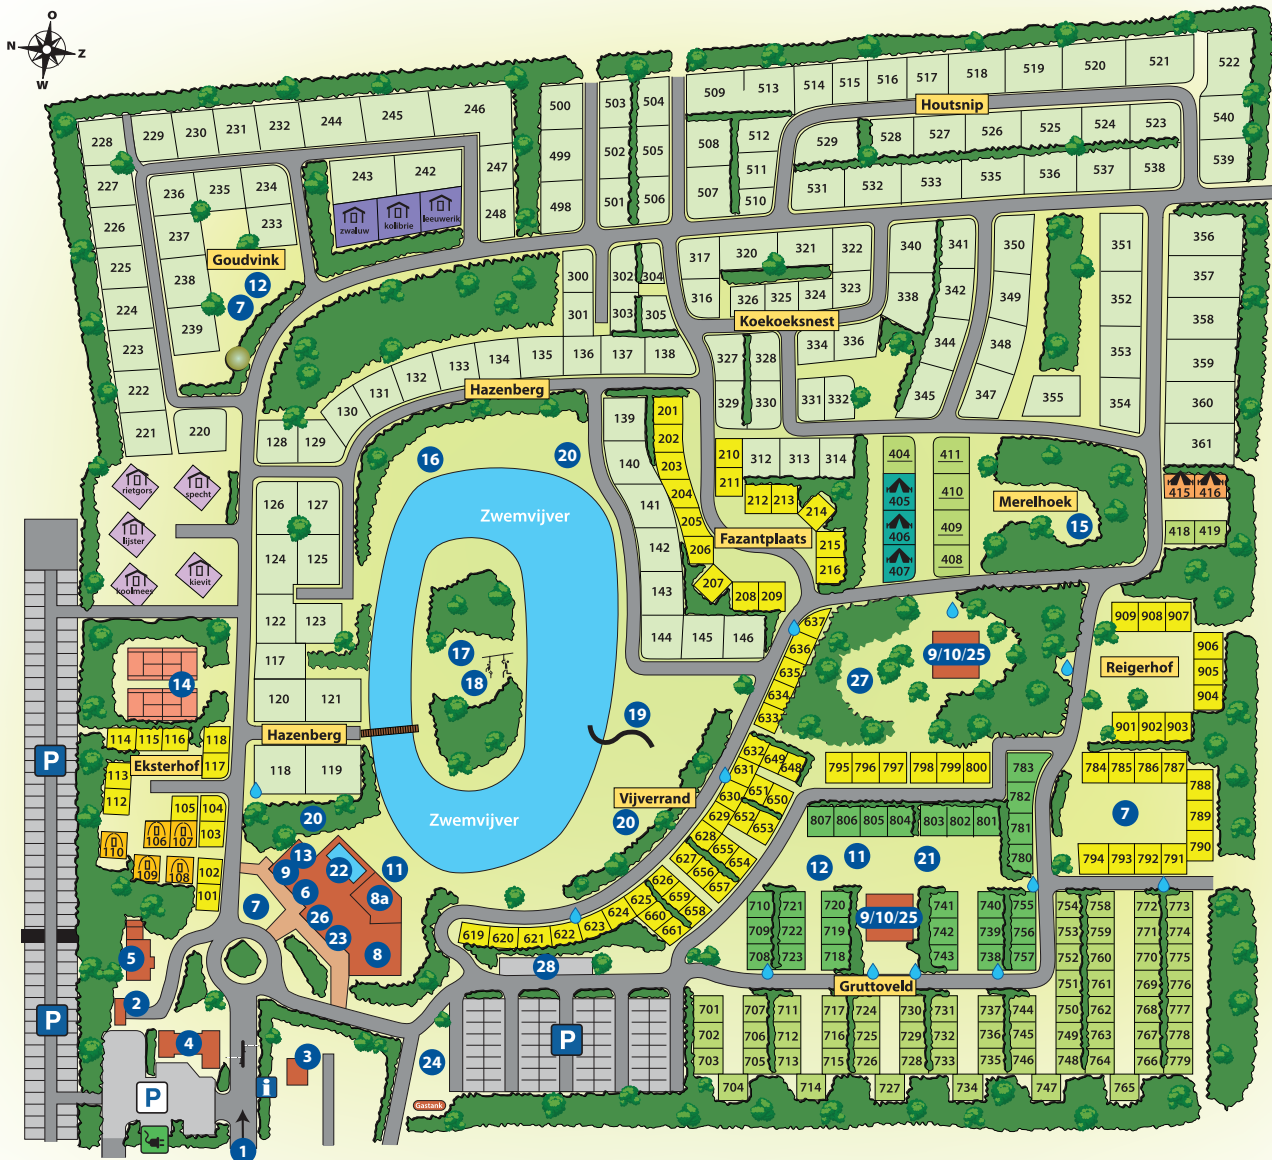 O
N Z
W
228 229 230 231 232 244 245 246
227 236 235 234 243 242 247
226 237 233 zwaluw kolibrie leeuwerik 248
225 Goudvink
224 238 12
7
223 239
222
221 220
500 503 504
499 502 505
498 501 506
509 513 514 515 516 517 518 519 520 521 522
Houtsnip
508 512 529 528 527 526 525 524 523 540
511 539
507 510 531 532 533 535 536 537 538
300 302 304
301 303 305
317 320 321 322
316 326 325 324 323
Koekoeksnest
340 341 350 351 356
338 342 349 352 357
334 336 344 348 353 358
327 328 359
329 330 331 332 345 347 355 354 360
361
133 134 135 136 137 138
130 131 132 Hazenberg
128 129
rietgors specht
lijster
koolmees kievit
126 127
124 125
122 123
117
120 121
Hazenberg
118 119
16 20
Zwemvijver
17
18
19
Zwemvijver
139 201
140 202
203
141 204
205
142 206
143 207 208 209
144 145 146
210 312 313 314
211
212 213 214
Fazantplaats
215
216
404 411
405 410
406 409
407 408
Merelhoek
15
415 416
418 419
14
114 115 116 118
Eksterhof 117
113
112
105 104
106 107 103
110
109 108 102
101
P
20
13
9 22 11
6 8a
7 26
23
8
5
2
4
3
P
P
i
1
24
Gastank
28
P
637
636
635
634
633
9/10/25
27
909 908 907
906
Reigerhof 905
904
901 902 903
632 649 648
631 651 650
630 652 653
629
628 655 654
627 656 657
626 659 658
625 660 661
624
619 620 621 622 623
Vijverrand
20
795 796 797 798 799 800
783
782
781
780
784 785 786 787
788
7 789
790
794 793 792 791
807 806 805 804 803 802 801
12 11 21
710 721 720 741 740 755
709 722 719 9/10/25 742 739 756
708 723 718 743 738 757
Gruttoveld
754 758 772 773
753 759 771 774
752 760 770 775
751 761 769 776
750 762 768 777
749 763 767 778
748 764 766 779
701 707 711 717 724 730 731 737 744
702 706 712 716 725 729 732 736 745
703 705 713 715 726 728 733 735 746
704 714 727 734 747 765